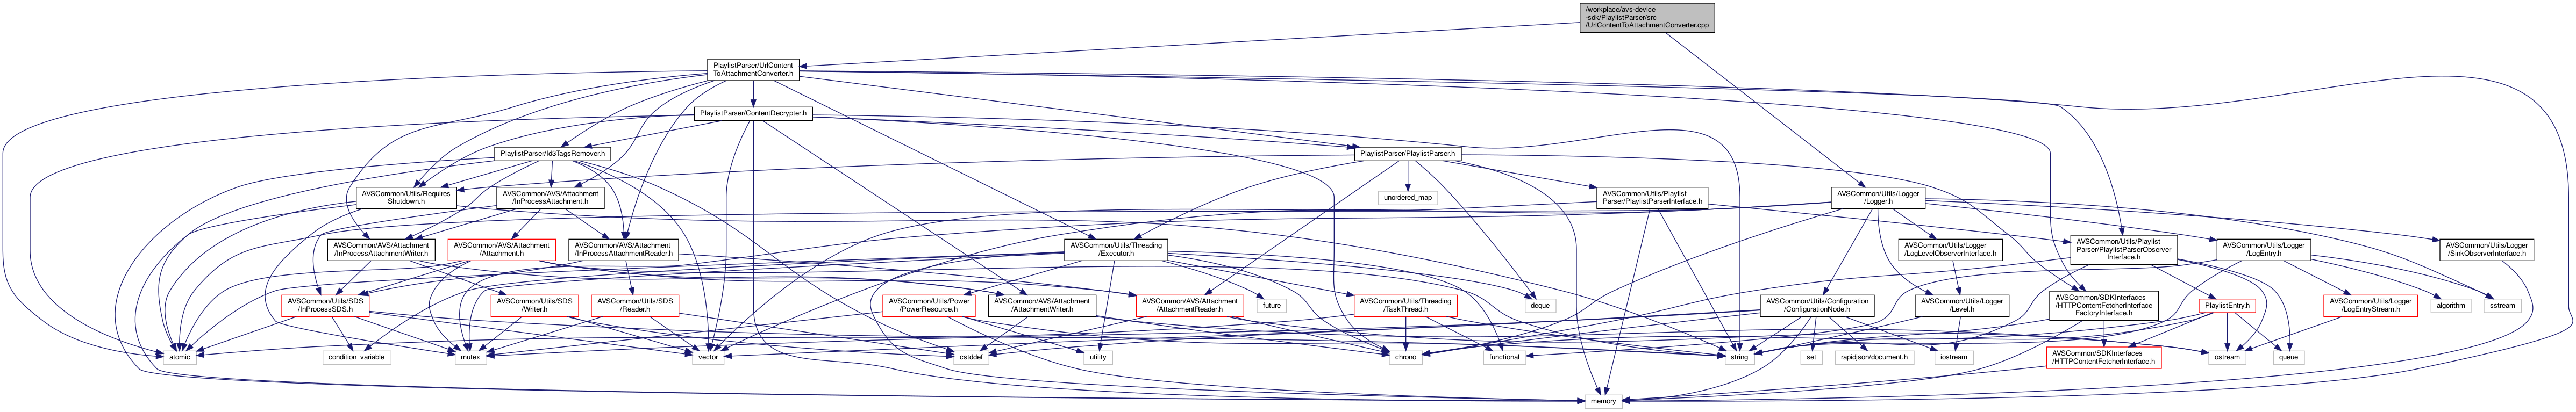 /workplace/avs-device
-sdk/PlaylistParser/src
/UrlContentToAttachmentConverter.cpp
PlaylistParser/UrlContent
ToAttachmentConverter.h
PlaylistParser/ContentDecrypter.h
PlaylistParser/Id3TagsRemover.h
PlaylistParser/PlaylistParser.h
AVSCommon/Utils/Requires
Shutdown.h
AVSCommon/AVS/Attachment
/InProcessAttachment.h
unordered_map
AVSCommon/Utils/Playlist
Parser/PlaylistParserInterface.h
AVSCommon/Utils/Logger
/Logger.h
AVSCommon/AVS/Attachment
/InProcessAttachmentWriter.h
AVSCommon/AVS/Attachment
/Attachment.h
AVSCommon/AVS/Attachment
/InProcessAttachmentReader.h
AVSCommon/Utils/Threading
/Executor.h
AVSCommon/Utils/Logger
/LogLevelObserverInterface.h
AVSCommon/Utils/Playlist
Parser/PlaylistParserObserver
Interface.h
AVSCommon/Utils/Logger
/LogEntry.h
AVSCommon/Utils/Logger
/SinkObserverInterface.h
AVSCommon/Utils/SDS
/InProcessSDS.h
AVSCommon/Utils/SDS
/Writer.h
AVSCommon/Utils/SDS
/Reader.h
AVSCommon/Utils/Power
/PowerResource.h
AVSCommon/AVS/Attachment
/AttachmentWriter.h
AVSCommon/AVS/Attachment
/AttachmentReader.h
future
AVSCommon/Utils/Threading
/TaskThread.h
deque
AVSCommon/Utils/Configuration
/ConfigurationNode.h
AVSCommon/Utils/Logger
/Level.h
AVSCommon/SDKInterfaces
/HTTPContentFetcherInterface
FactoryInterface.h
PlaylistEntry.h
AVSCommon/Utils/Logger
/LogEntryStream.h
algorithm
sstream
atomic
condition_variable
mutex
vector
cstddef
utility
chrono
functional
string
set
rapidjson/document.h
iostream
AVSCommon/SDKInterfaces
/HTTPContentFetcherInterface.h
ostream
queue
memory